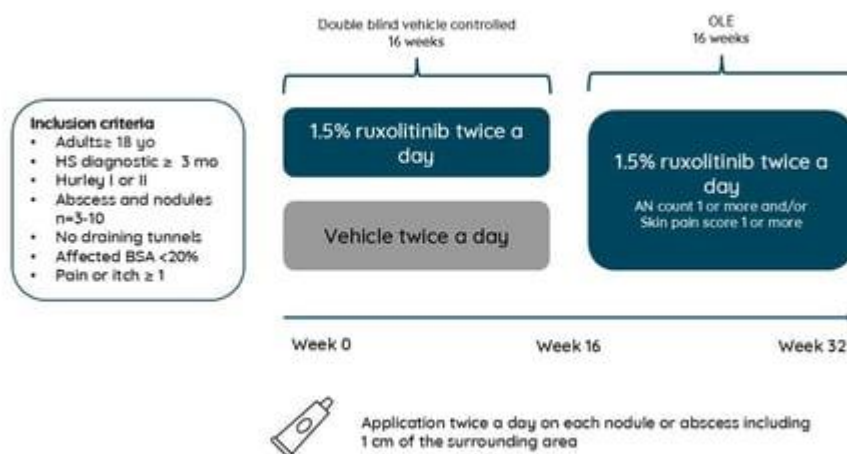 Double blind vehicle controlled
16 weeks
OLE
16 weeks
Inclusion criteria
• Adults≥ 18 yo
• HS diagnostic ≥ 3 mo
• Hurley I or II
• Abscess and nodules
n=3-10
• No draining tunnels
• Affected BSA <20%
• Pain or itch ≥ 1
1.5% ruxolitinib twice a
day
Vehicle twice a day
1.5% ruxolitinib twice a
day
AN count 1 or more and/or
Skin pain score 1 or more
Week 0
Week 16
Week 32
Application twice a day on each nodule or abscess including
1 cm of the surrounding area